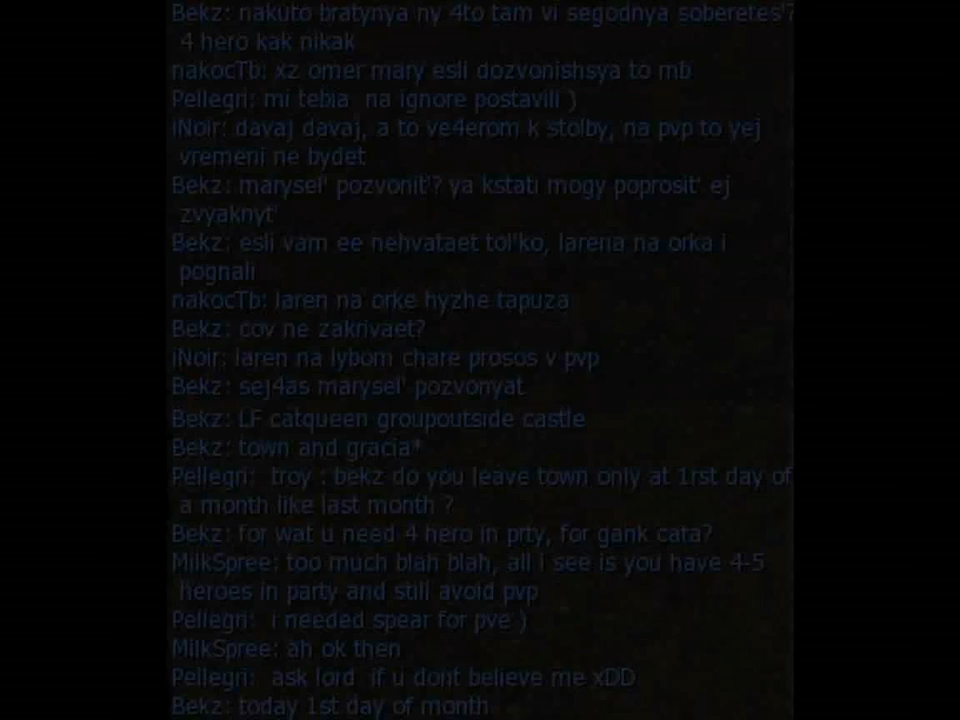 Bekz: nakuto bratynya ny 4to tam vi segodnya soberetes'?
4 hero kak nikak
nakocTb: xz omer mary esli dozvonishsya to mb
Pellegri: mi tebia  na ignore postavili )
iNoir: davaj davaj, a to ve4erom k stolby, na pvp to yej
vremeni ne bydet
Bekz: marysel' pozvonit'? ya kstati mogy poprosit' ej
zvyaknyt'
Bekz: esli vam ee nehvataet tol'ko, larena na orka i
pognali
nakocTb: laren na orke hyzhe tapuza
Bekz: cov ne zakrivaet?
iNoir: laren na lybom chare prosos v pvp
Bekz: sej4as marysel' pozvonyat
Bekz: LF catqueen groupoutside castle
Bekz: town and gracia*
Pellegri:  troy : bekz do you leave town only at 1rst day of
a month like last month ?
Bekz: for wat u need 4 hero in prty, for gank cata?
MilkSpree: too much blah blah, all i see is you have 4-5
heroes in party and still avoid pvp
Pellegri:  i needed spear for pve )
MilkSpree: ah ok then
Pellegri:  ask lord  if u dont believe me xDD
Bekz: today 1st day of month